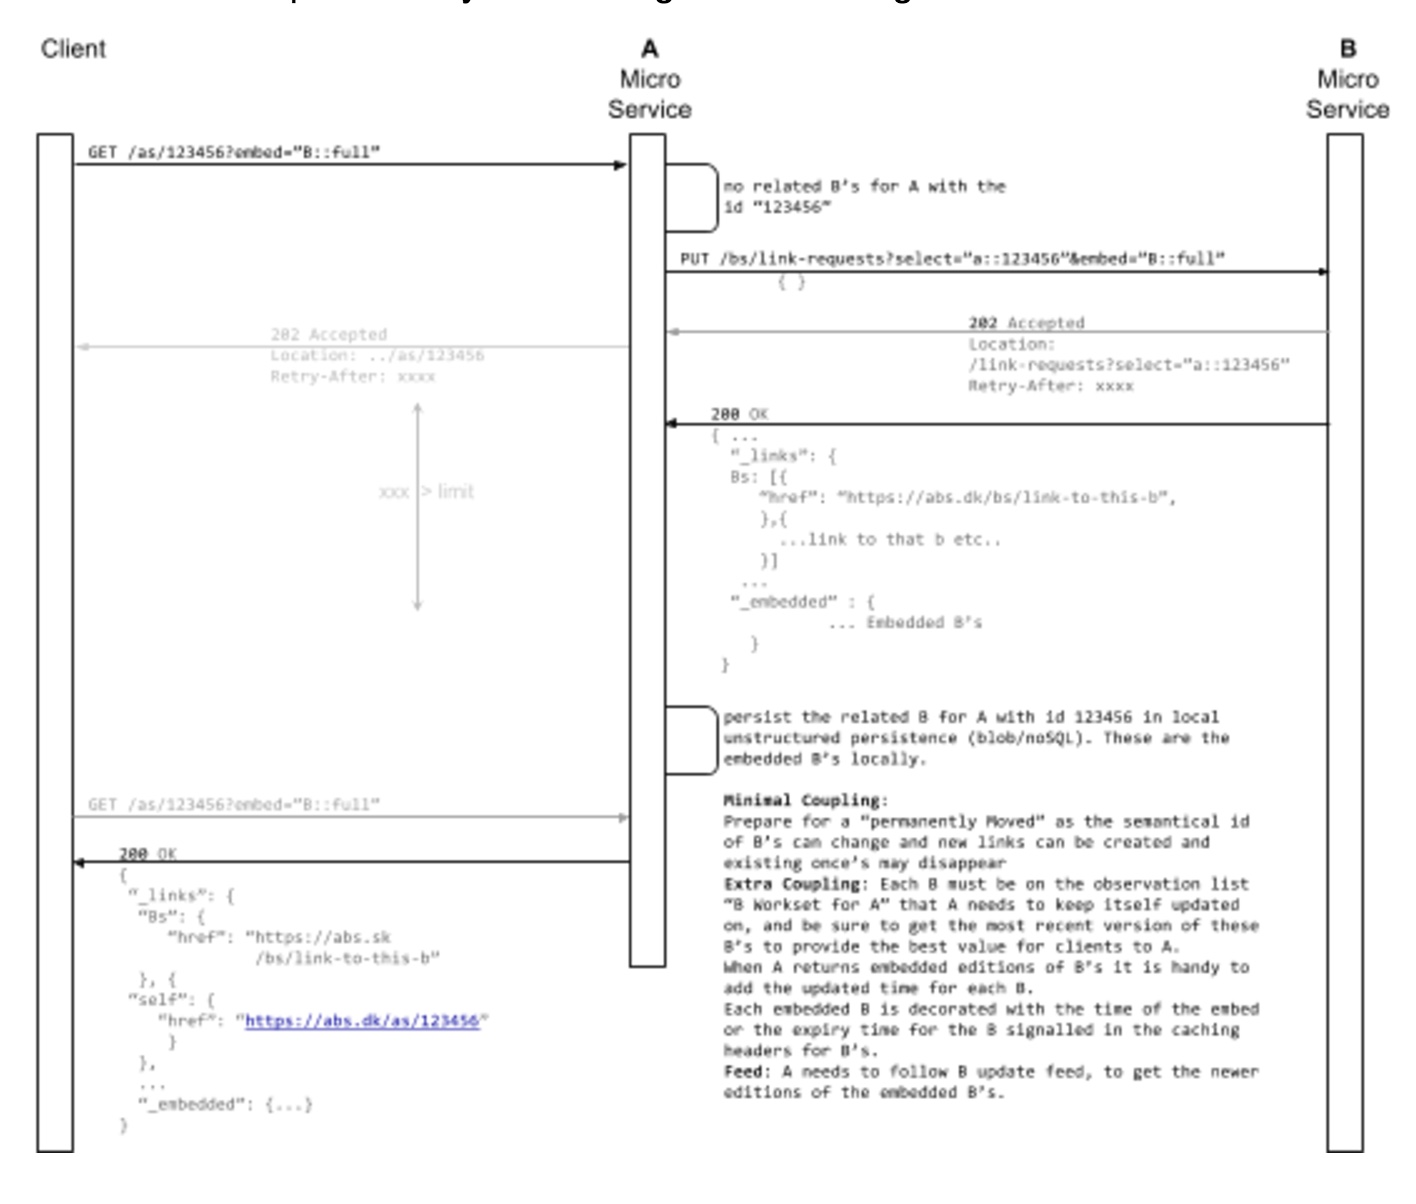 Client
A
Micro
Service
B
Micro
Service
GET /as/123456?embed="B::full"
no related B's for A with the
id "123456"
PUT /bs/link-requests?select="a::123456"&embed="B::full"
{ }
202 Accepted
Location: ../as/123456
Retry-After: xxxx
202 Accepted
Location:
/link-requests?select="a::123456"
Retry-After: xxxx
xxx > limit
200 OK
{ ...
"_links": {
Bs: [{
"href": "https://abs.dk/bs/link-to-this-b",
},{
...link to that b etc..
}]
...
"_embedded" : {
... Embedded B's
}
}
persist the related B for A with id 123456 in local
unstructured persistence (blob/noSQL). These are the
embedded B's locally.
GET /as/123456?embed="B::full"
200 OK
{
"_links": {
"Bs": {
"href": "https://abs.sk
/bs/link-to-this-b"
}, {
"self": {
"href": "https://abs.dk/as/123456"
}
},
...
"_embedded": {...}
}
Minimal Coupling:
Prepare for a "permanently Moved" as the semantical id
of B's can change and new links can be created and
existing once's may disappear
Extra Coupling: Each B must be on the observation list
"B Workset for A" that A needs to keep itself updated
on, and be sure to get the most recent version of these
B's to provide the best value for clients to A.
When A returns embedded editions of B's it is handy to
add the updated time for each B.
Each embedded B is decorated with the time of the embed
or the expiry time for the B signalled in the caching
headers for B's.
Feed: A needs to follow B update feed, to get the newer
editions of the embedded B's.